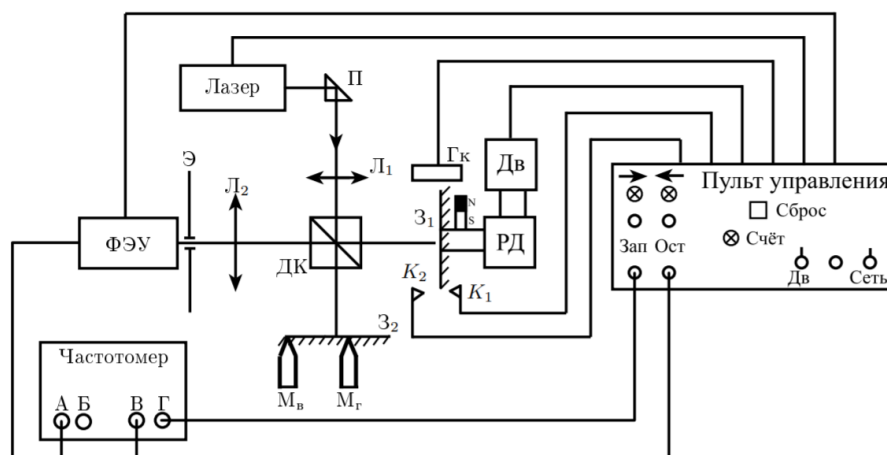 Лазер
П
Гк
Дв
Пульт управления
Э
Л₂
Л₁
З₁
N
S
РД
Сброс
Счёт
ФЭУ
ДК
K₂
K₁
Зап Ост
Дв
Сеть
З₂
Частотомер
А Б В Г
Мв
Мг